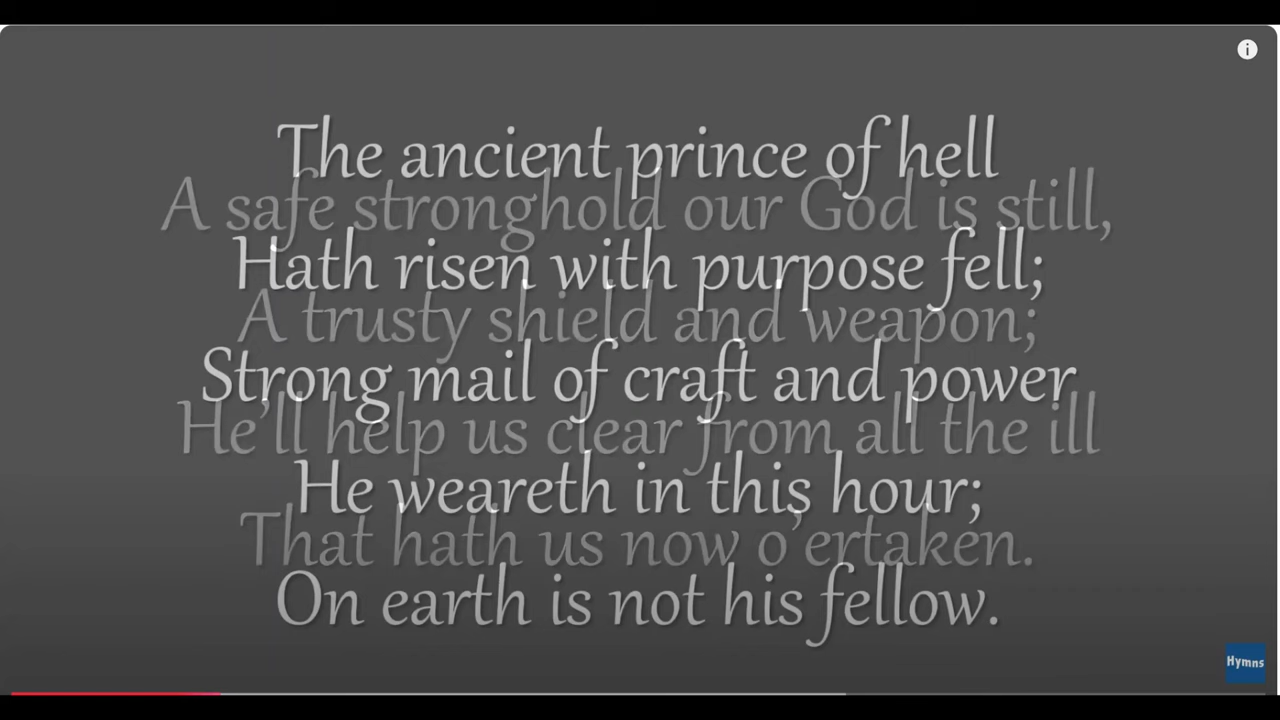 The ancient prince of hell
A safe stronghold our God is still,
Hath risen with purpose fell;
A trusty shield and weapon;
Strong mail of craft and power
He'll help us clear from all the ill
He weareth in this hour;
That hath us now o'ertaken.
On earth is not his fellow.
Hymns